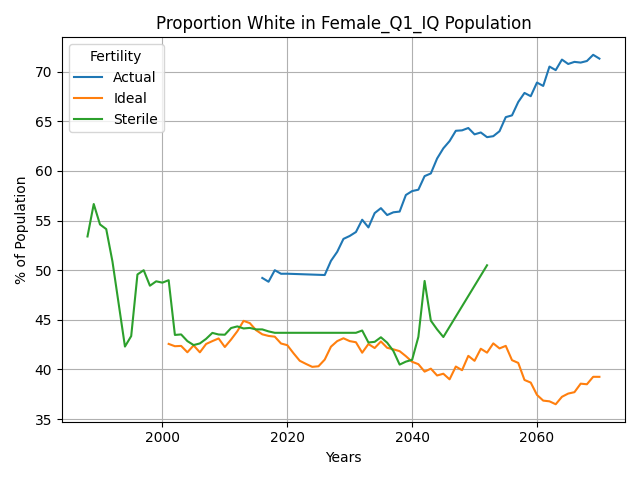 Proportion White in Female_Q1_IQ Population
Fertility
Actual
Ideal
Sterile
% of Population
70
65
60
55
50
45
40
35
2000
2020
2040
2060
Years